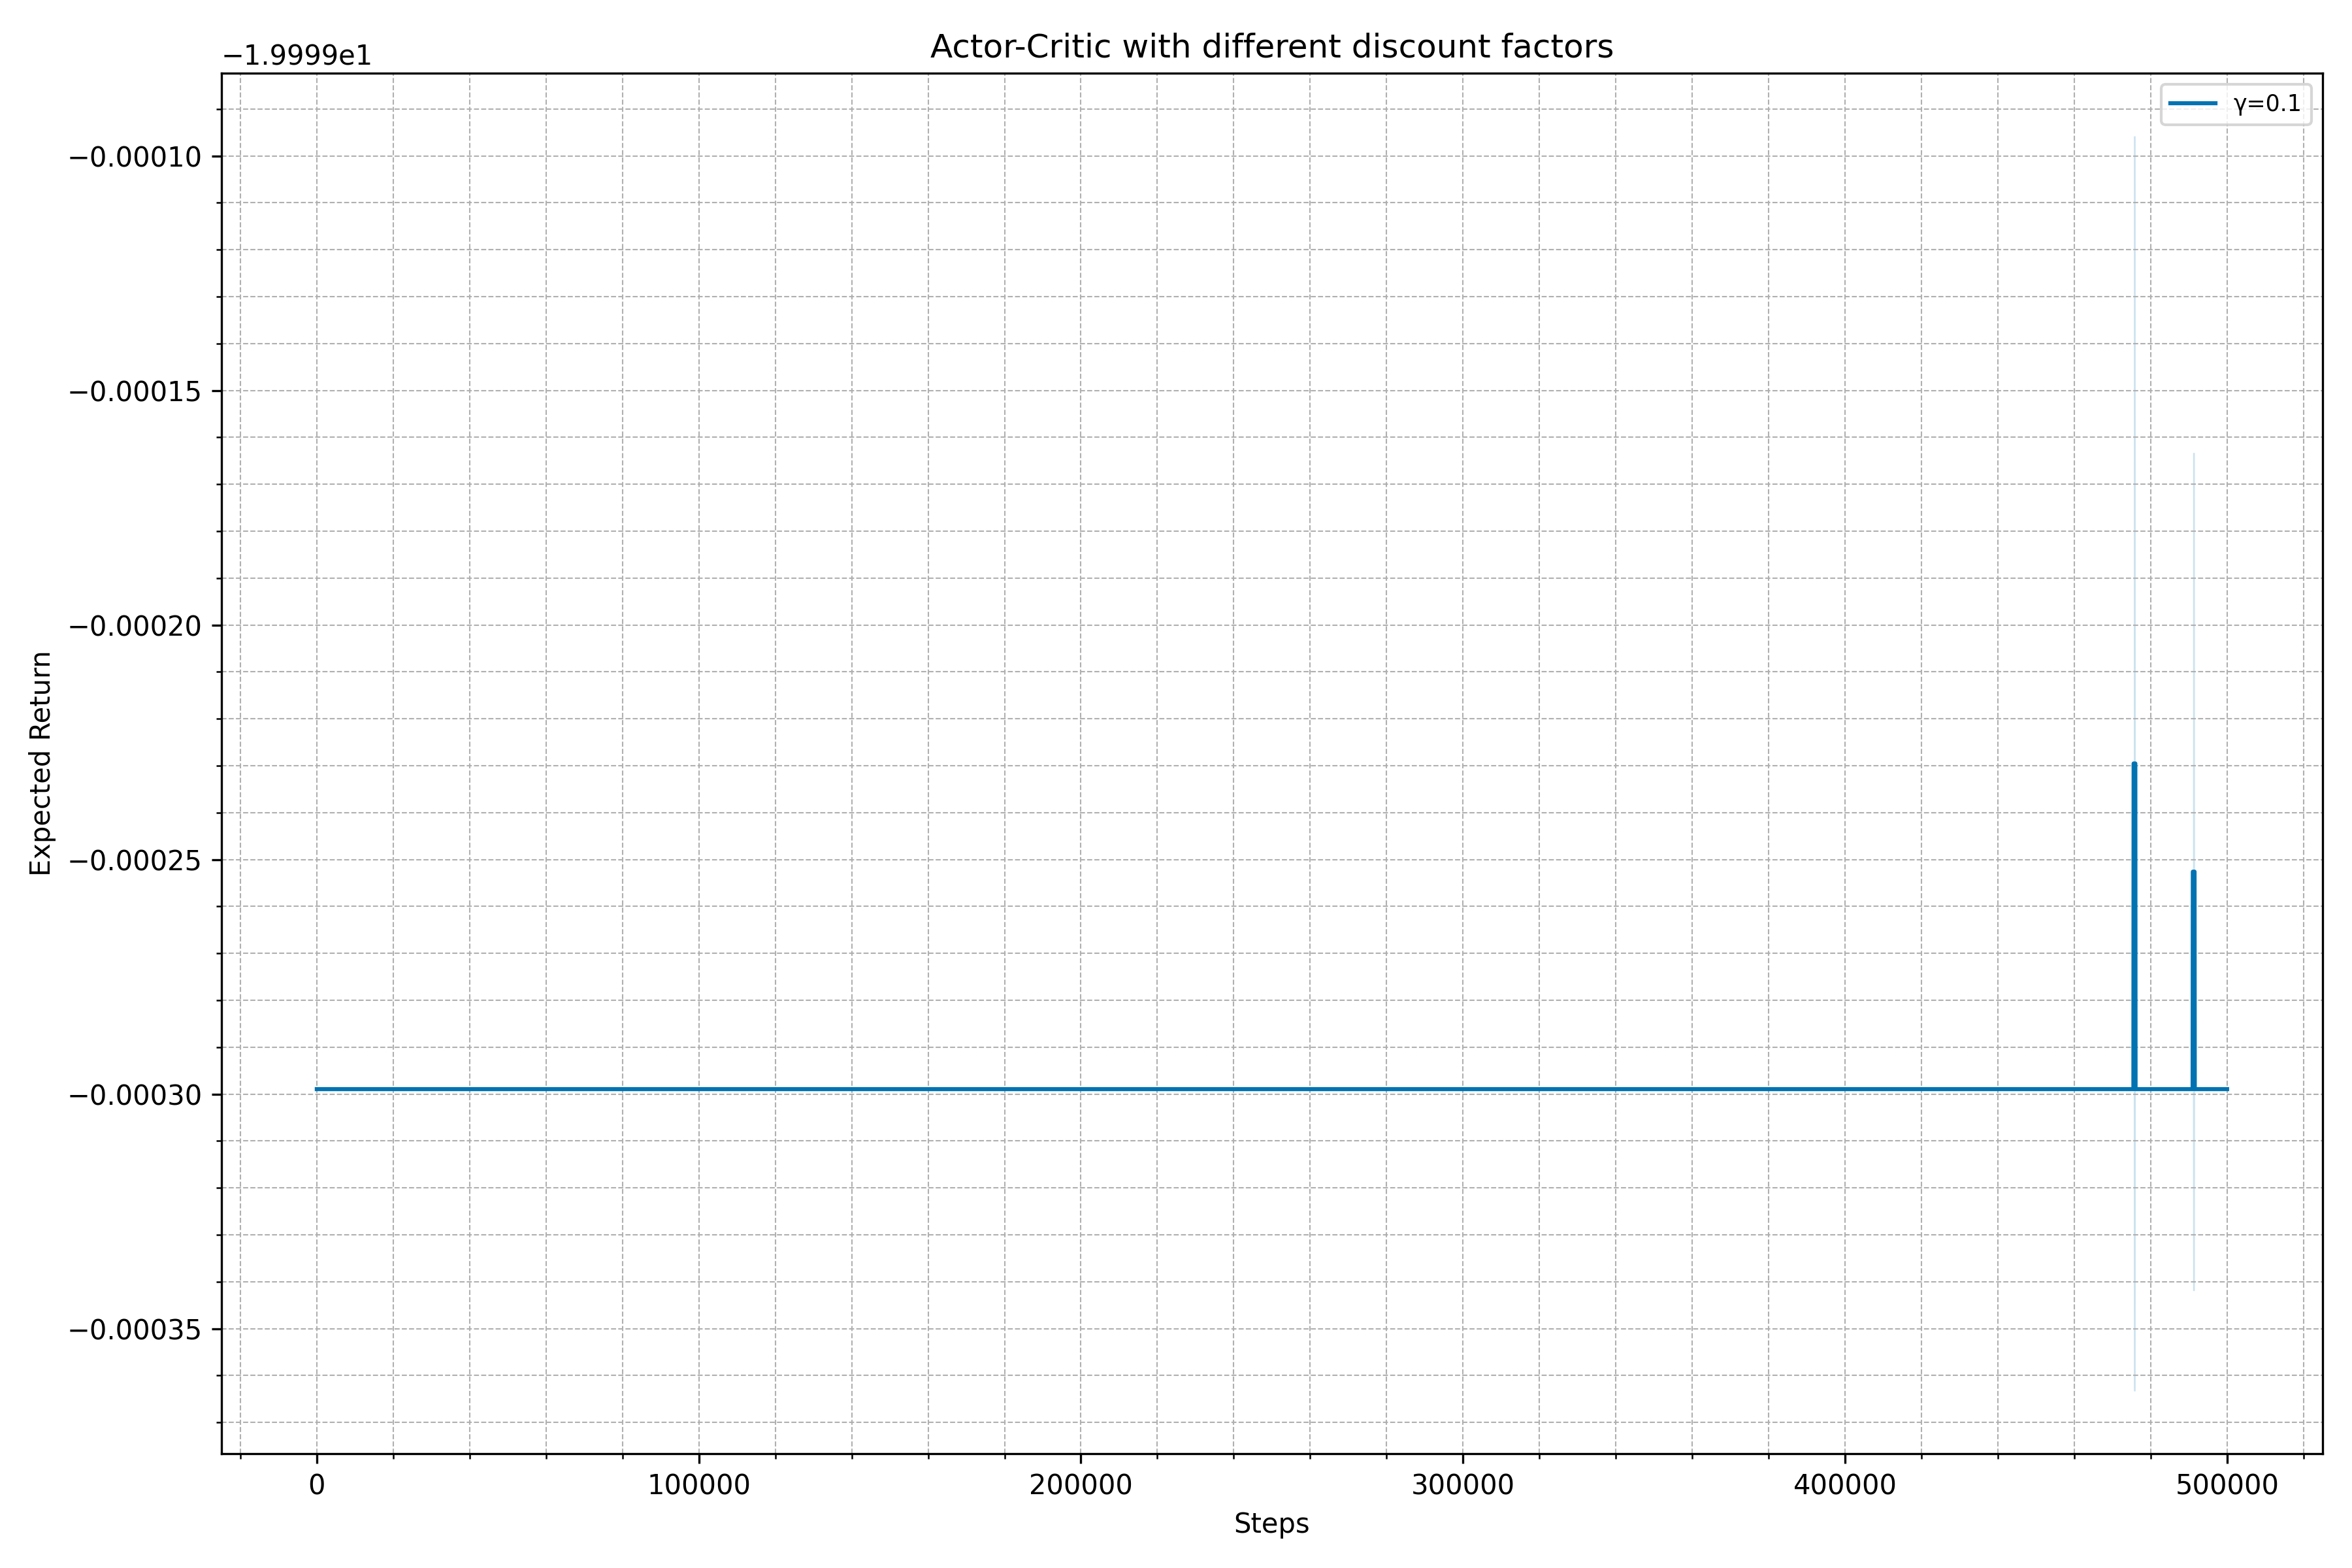 Actor-Critic with different discount factors
−1.9999e1
γ=0.1
−0.00010
−0.00015
−0.00020
−0.00025
−0.00030
−0.00035
Expected Return
0 100000 200000 300000 400000 500000
Steps